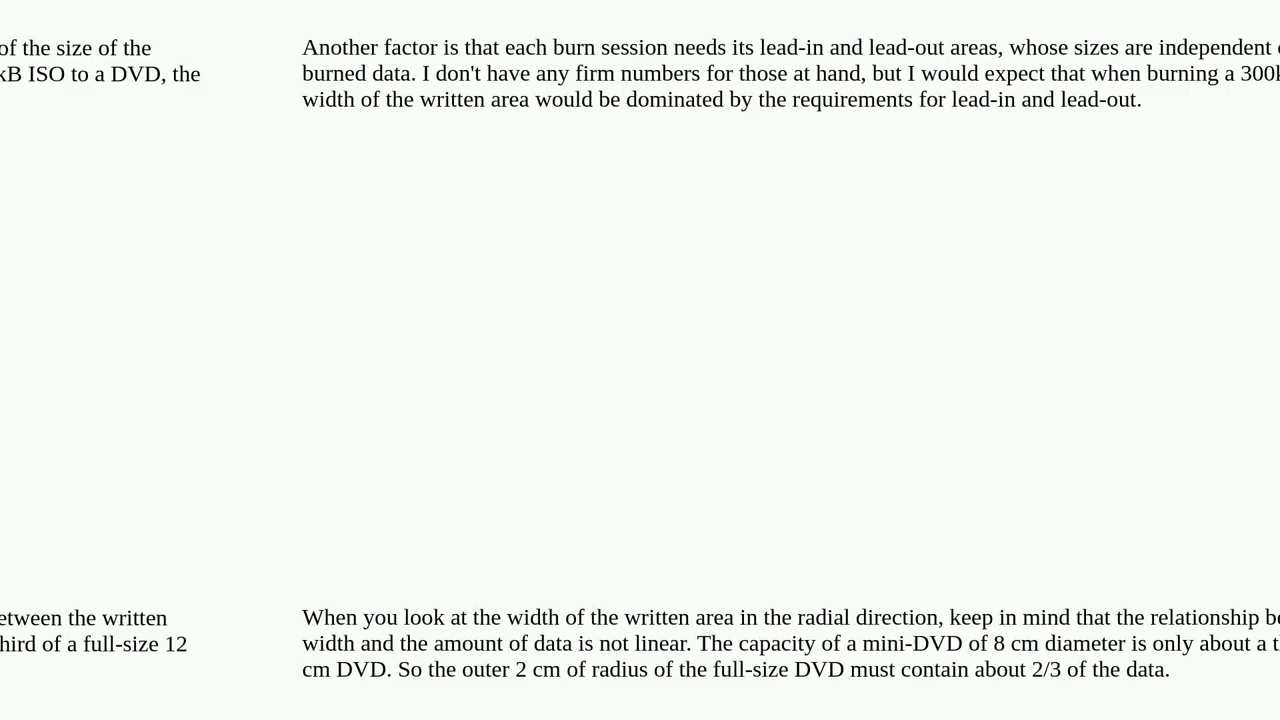 of the size of the
kB ISO to a DVD, the
Another factor is that each burn session needs its lead-in and lead-out areas, whose sizes are independent
burned data. I don't have any firm numbers for those at hand, but I would expect that when burning a 300k
width of the written area would be dominated by the requirements for lead-in and lead-out.
etween the written
hird of a full-size 12
When you look at the width of the written area in the radial direction, keep in mind that the relationship be
width and the amount of data is not linear. The capacity of a mini-DVD of 8 cm diameter is only about a t
cm DVD. So the outer 2 cm of radius of the full-size DVD must contain about 2/3 of the data.